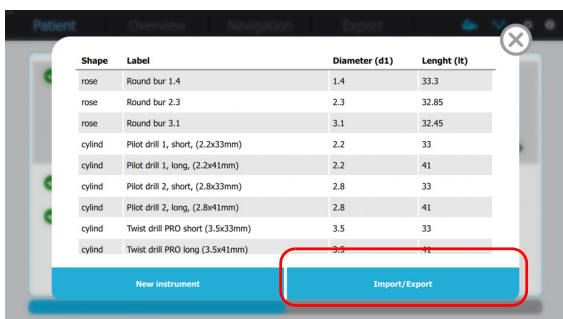 Patient Overview Navigation Export
Shape Label Diameter (d1) Lenght (lt)
rose Round bur 1.4 1.4 33.3
rose Round bur 2.3 2.3 32.85
rose Round bur 3.1 3.1 32.45
cylind Pilot drill 1, short, (2.2x33mm) 2.2 33
cylind Pilot drill 1, long, (2.2x41mm) 2.2 41
cylind Pilot drill 2, short, (2.8x33mm) 2.8 33
cylind Pilot drill 2, long, (2.8x41mm) 2.8 41
cylind Twist drill PRO short (3.5x33mm) 3.5 33
cylind Twist drill PRO long (3.5x41mm) 3.5 41
New instrument Import/Export